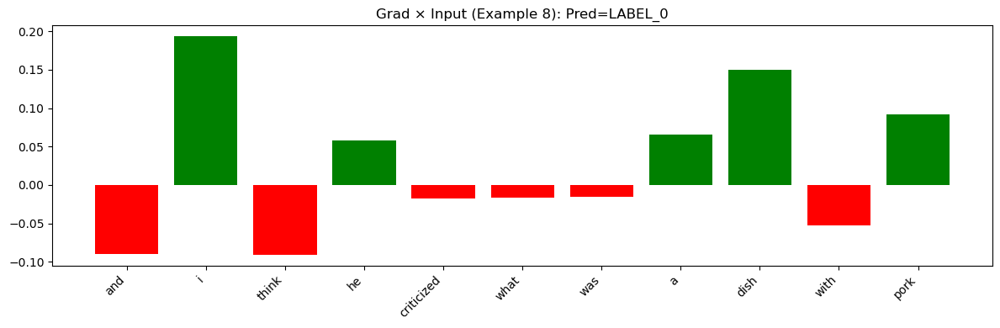 Grad × Input (Example 8): Pred=LABEL_0
0.20
0.15
0.10
0.05
0.00
−0.05
−0.10
and
i
think
he
criticized
what
was
a
dish
with
pork